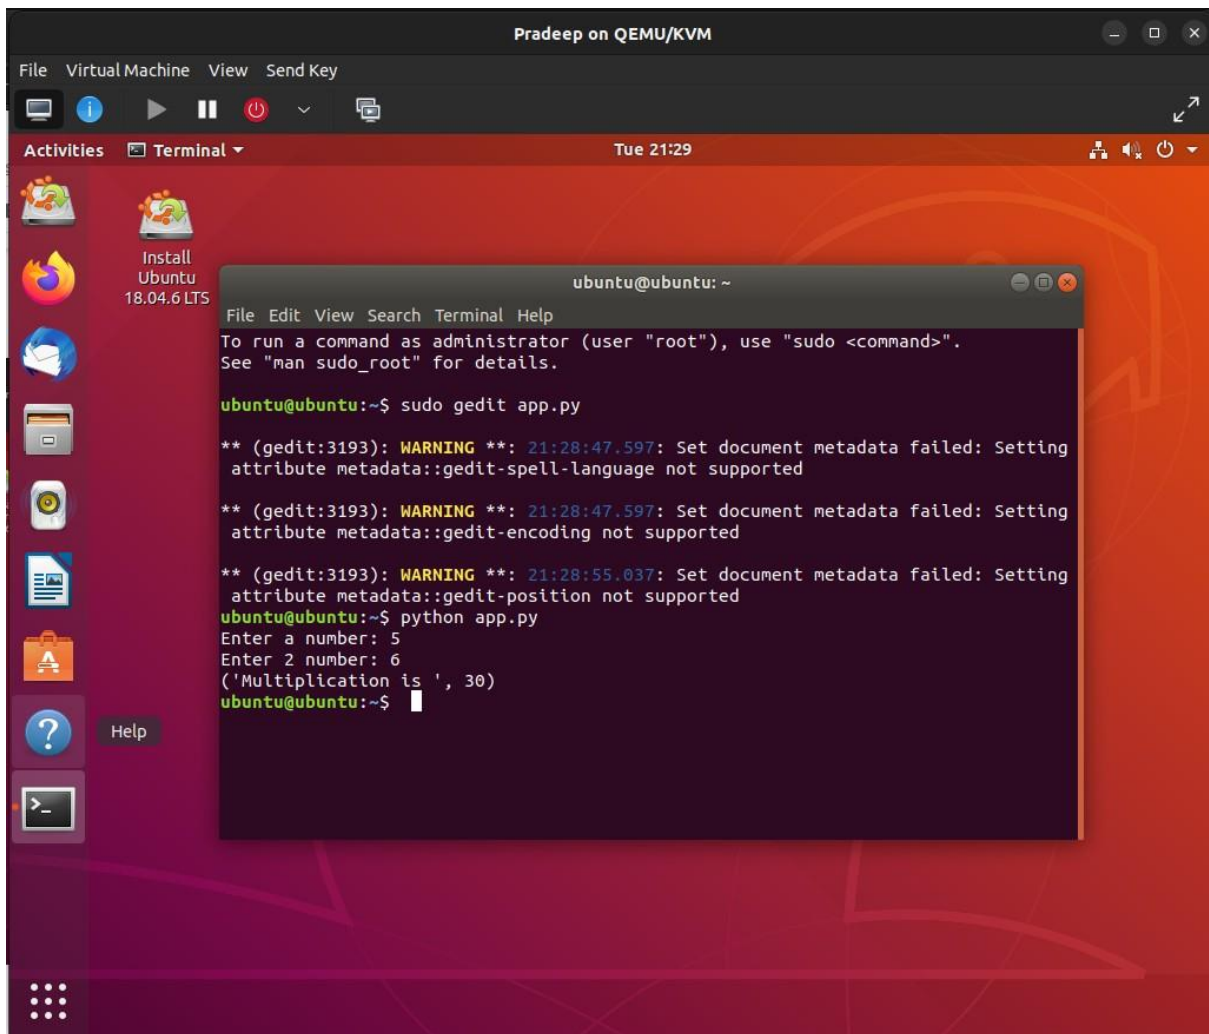 Pradeep on QEMU/KVM
File Virtual Machine View Send Key
Activities Terminal Tue 21:29
Install
Ubuntu
18.04.6 LTS
ubuntu@ubuntu: ~
File Edit View Search Terminal Help
To run a command as administrator (user "root"), use "sudo <command>".
See "man sudo_root" for details.
ubuntu@ubuntu:~$ sudo gedit app.py
** (gedit:3193): WARNING **: 21:28:47.597: Set document metadata failed: Setting
attribute metadata::gedit-spell-language not supported
** (gedit:3193): WARNING **: 21:28:47.597: Set document metadata failed: Setting
attribute metadata::gedit-encoding not supported
** (gedit:3193): WARNING **: 21:28:55.037: Set document metadata failed: Setting
attribute metadata::gedit-position not supported
ubuntu@ubuntu:~$ python app.py
Enter a number: 5
Enter 2 number: 6
('Multiplication is ', 30)
ubuntu@ubuntu:~$
Help